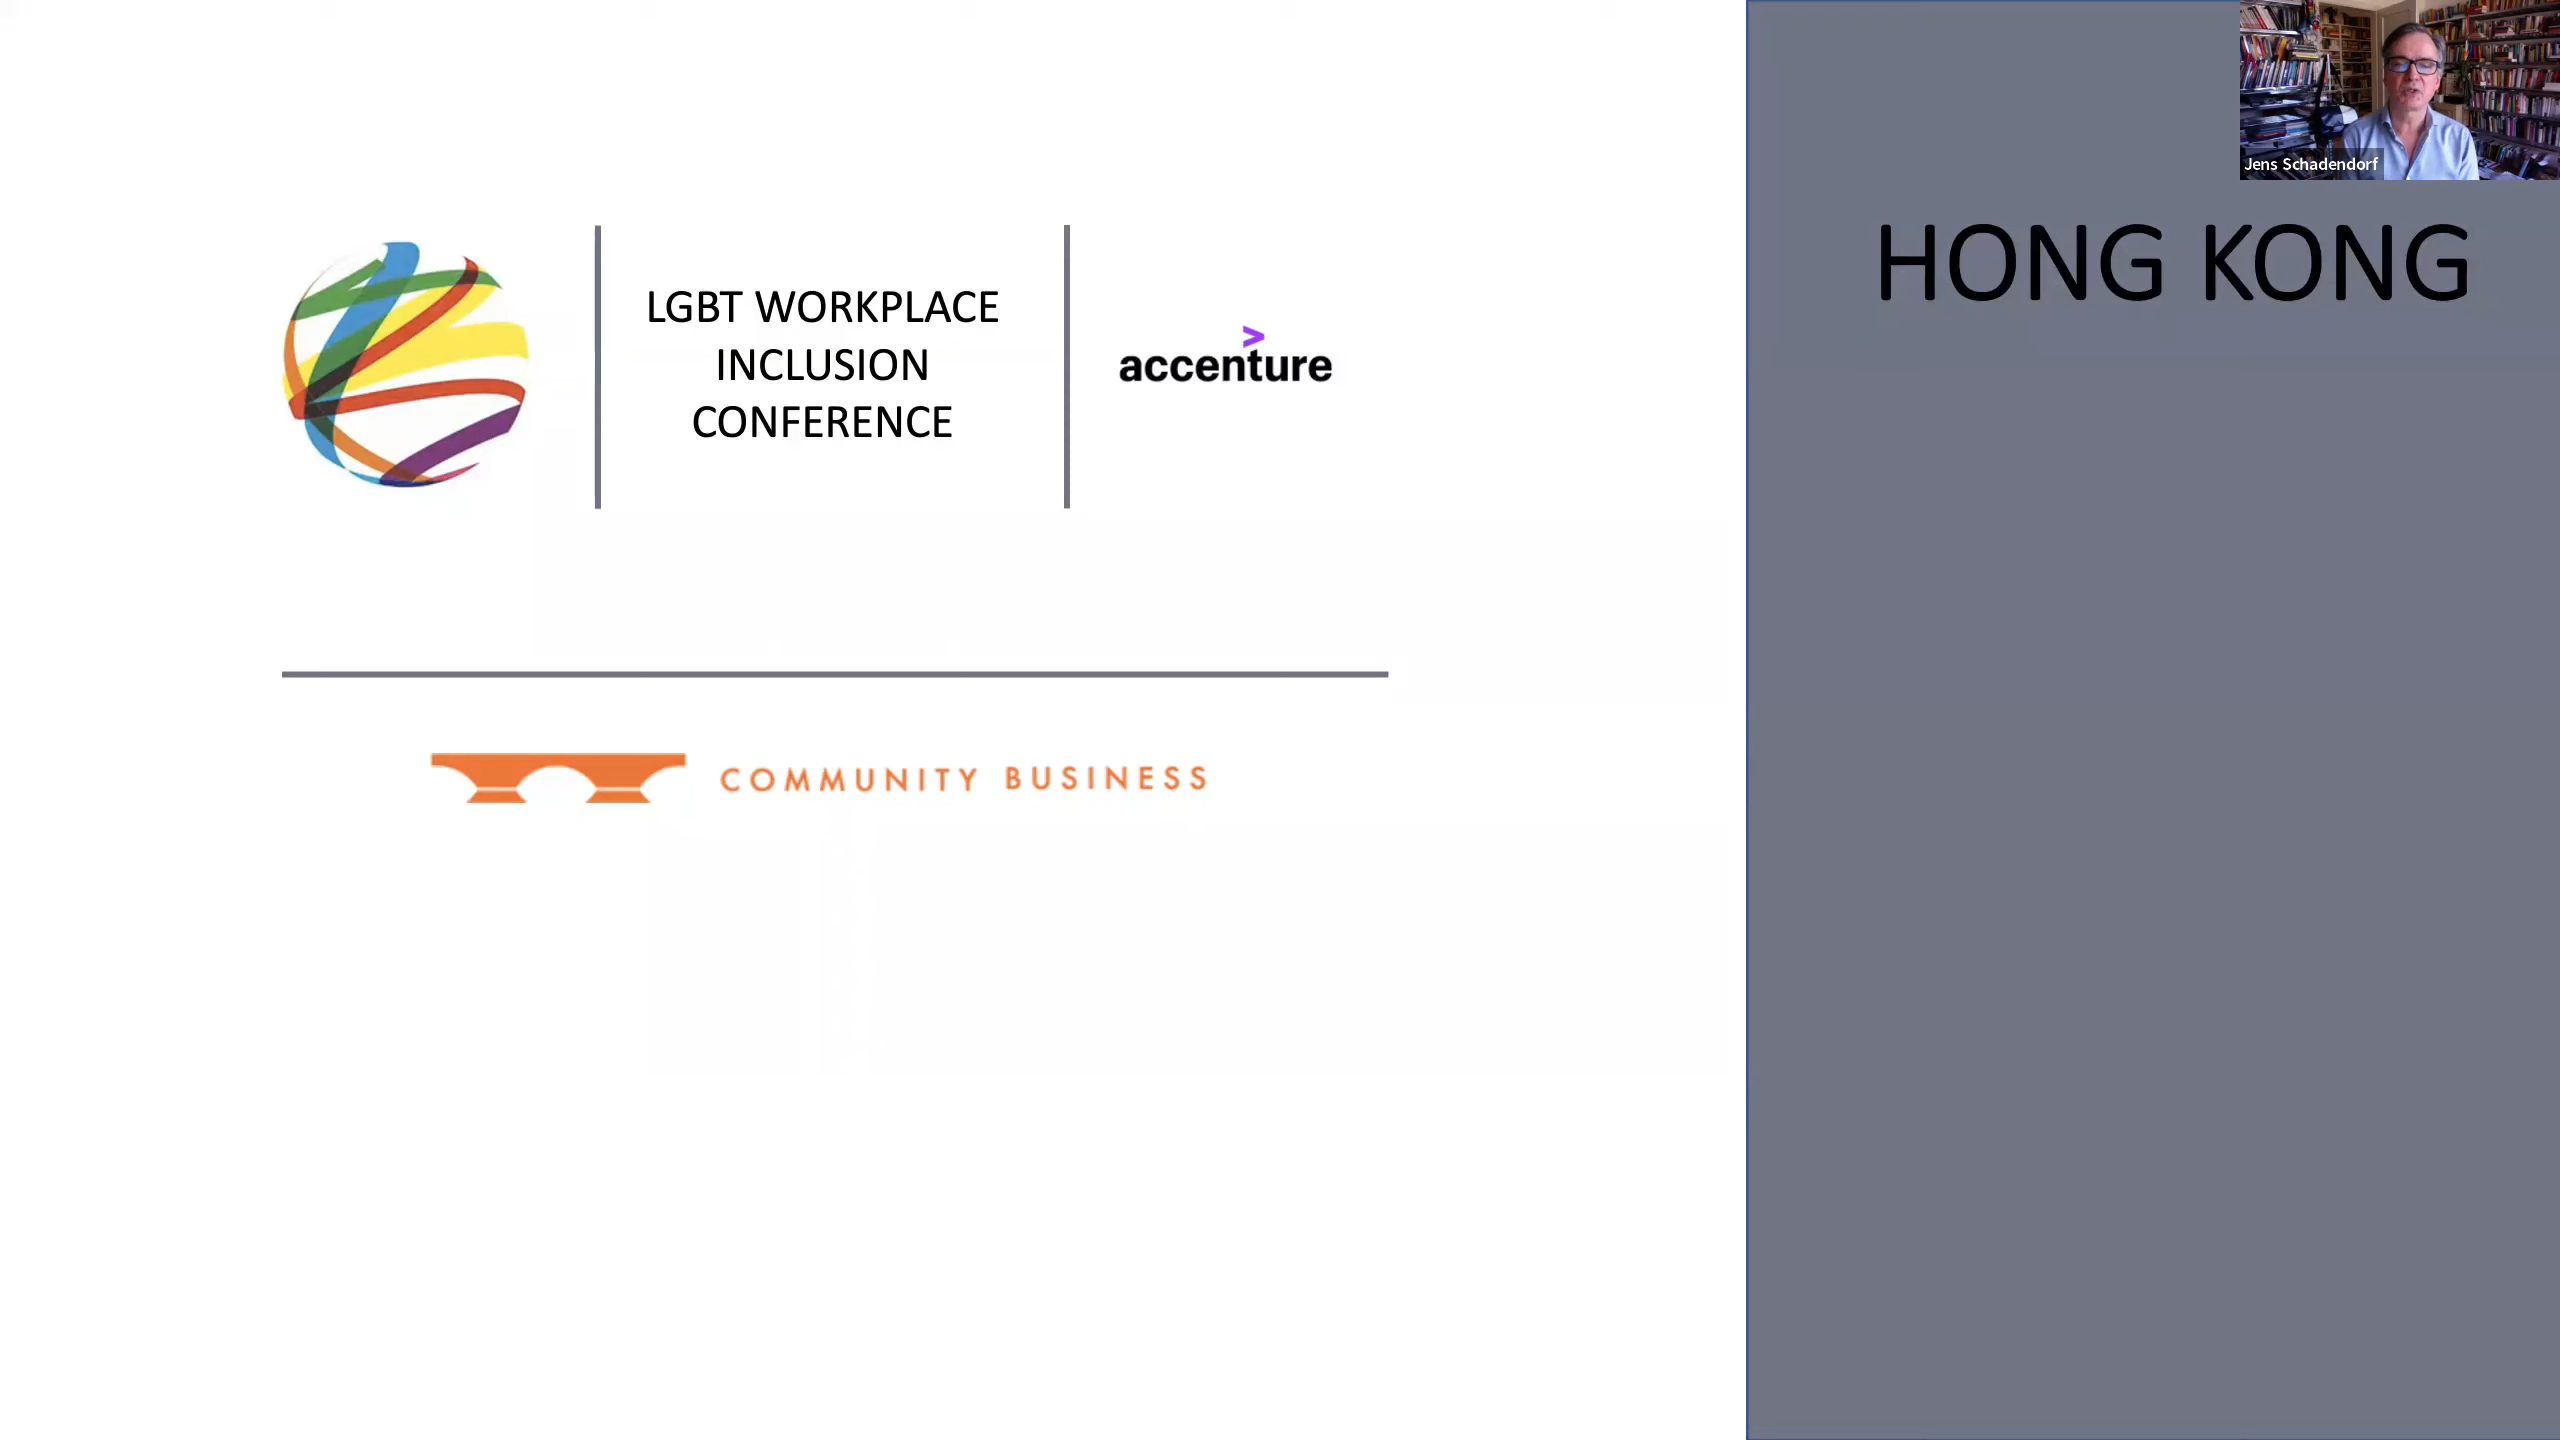 Jens Schadendorf
HONG KONG
LGBT WORKPLACE
INCLUSION
CONFERENCE
>
accenture
COMMUNITY BUSINESS